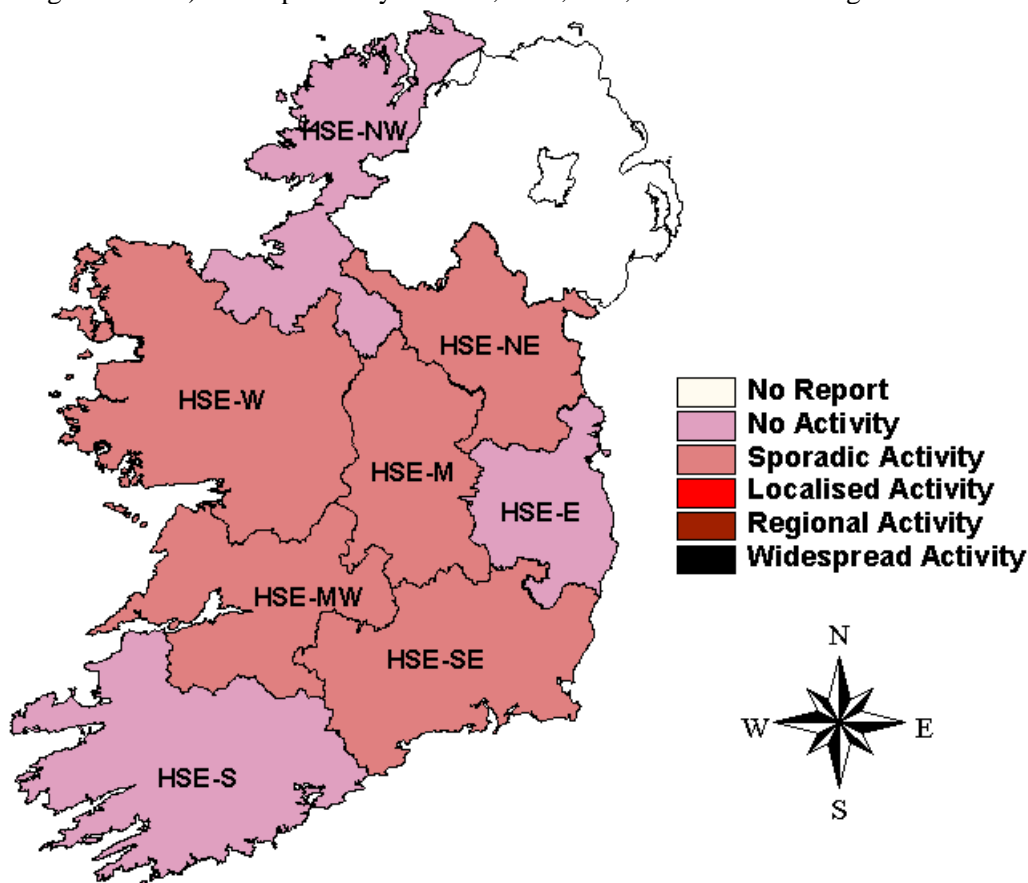 HSE-NW
HSE-NE
HSE-W
HSE-M
HSE-E
HSE-MW
HSE-SE
HSE-S
No Report
No Activity
Sporadic Activity
Localised Activity
Regional Activity
Widespread Activity
N
W E
S